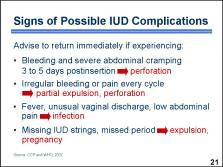 Signs of Possible IUD Complications
Advise to return immediately if experiencing:
• Bleeding and severe abdominal cramping
3 to 5 days postinsertion ➡ perforation
• Irregular bleeding or pain every cycle
➡ partial expulsion, perforation
• Fever, unusual vaginal discharge, low abdominal
pain ➡ infection
• Missing IUD strings, missed period ➡ expulsion,
pregnancy
Source: CCP and WHO, 2007.
21